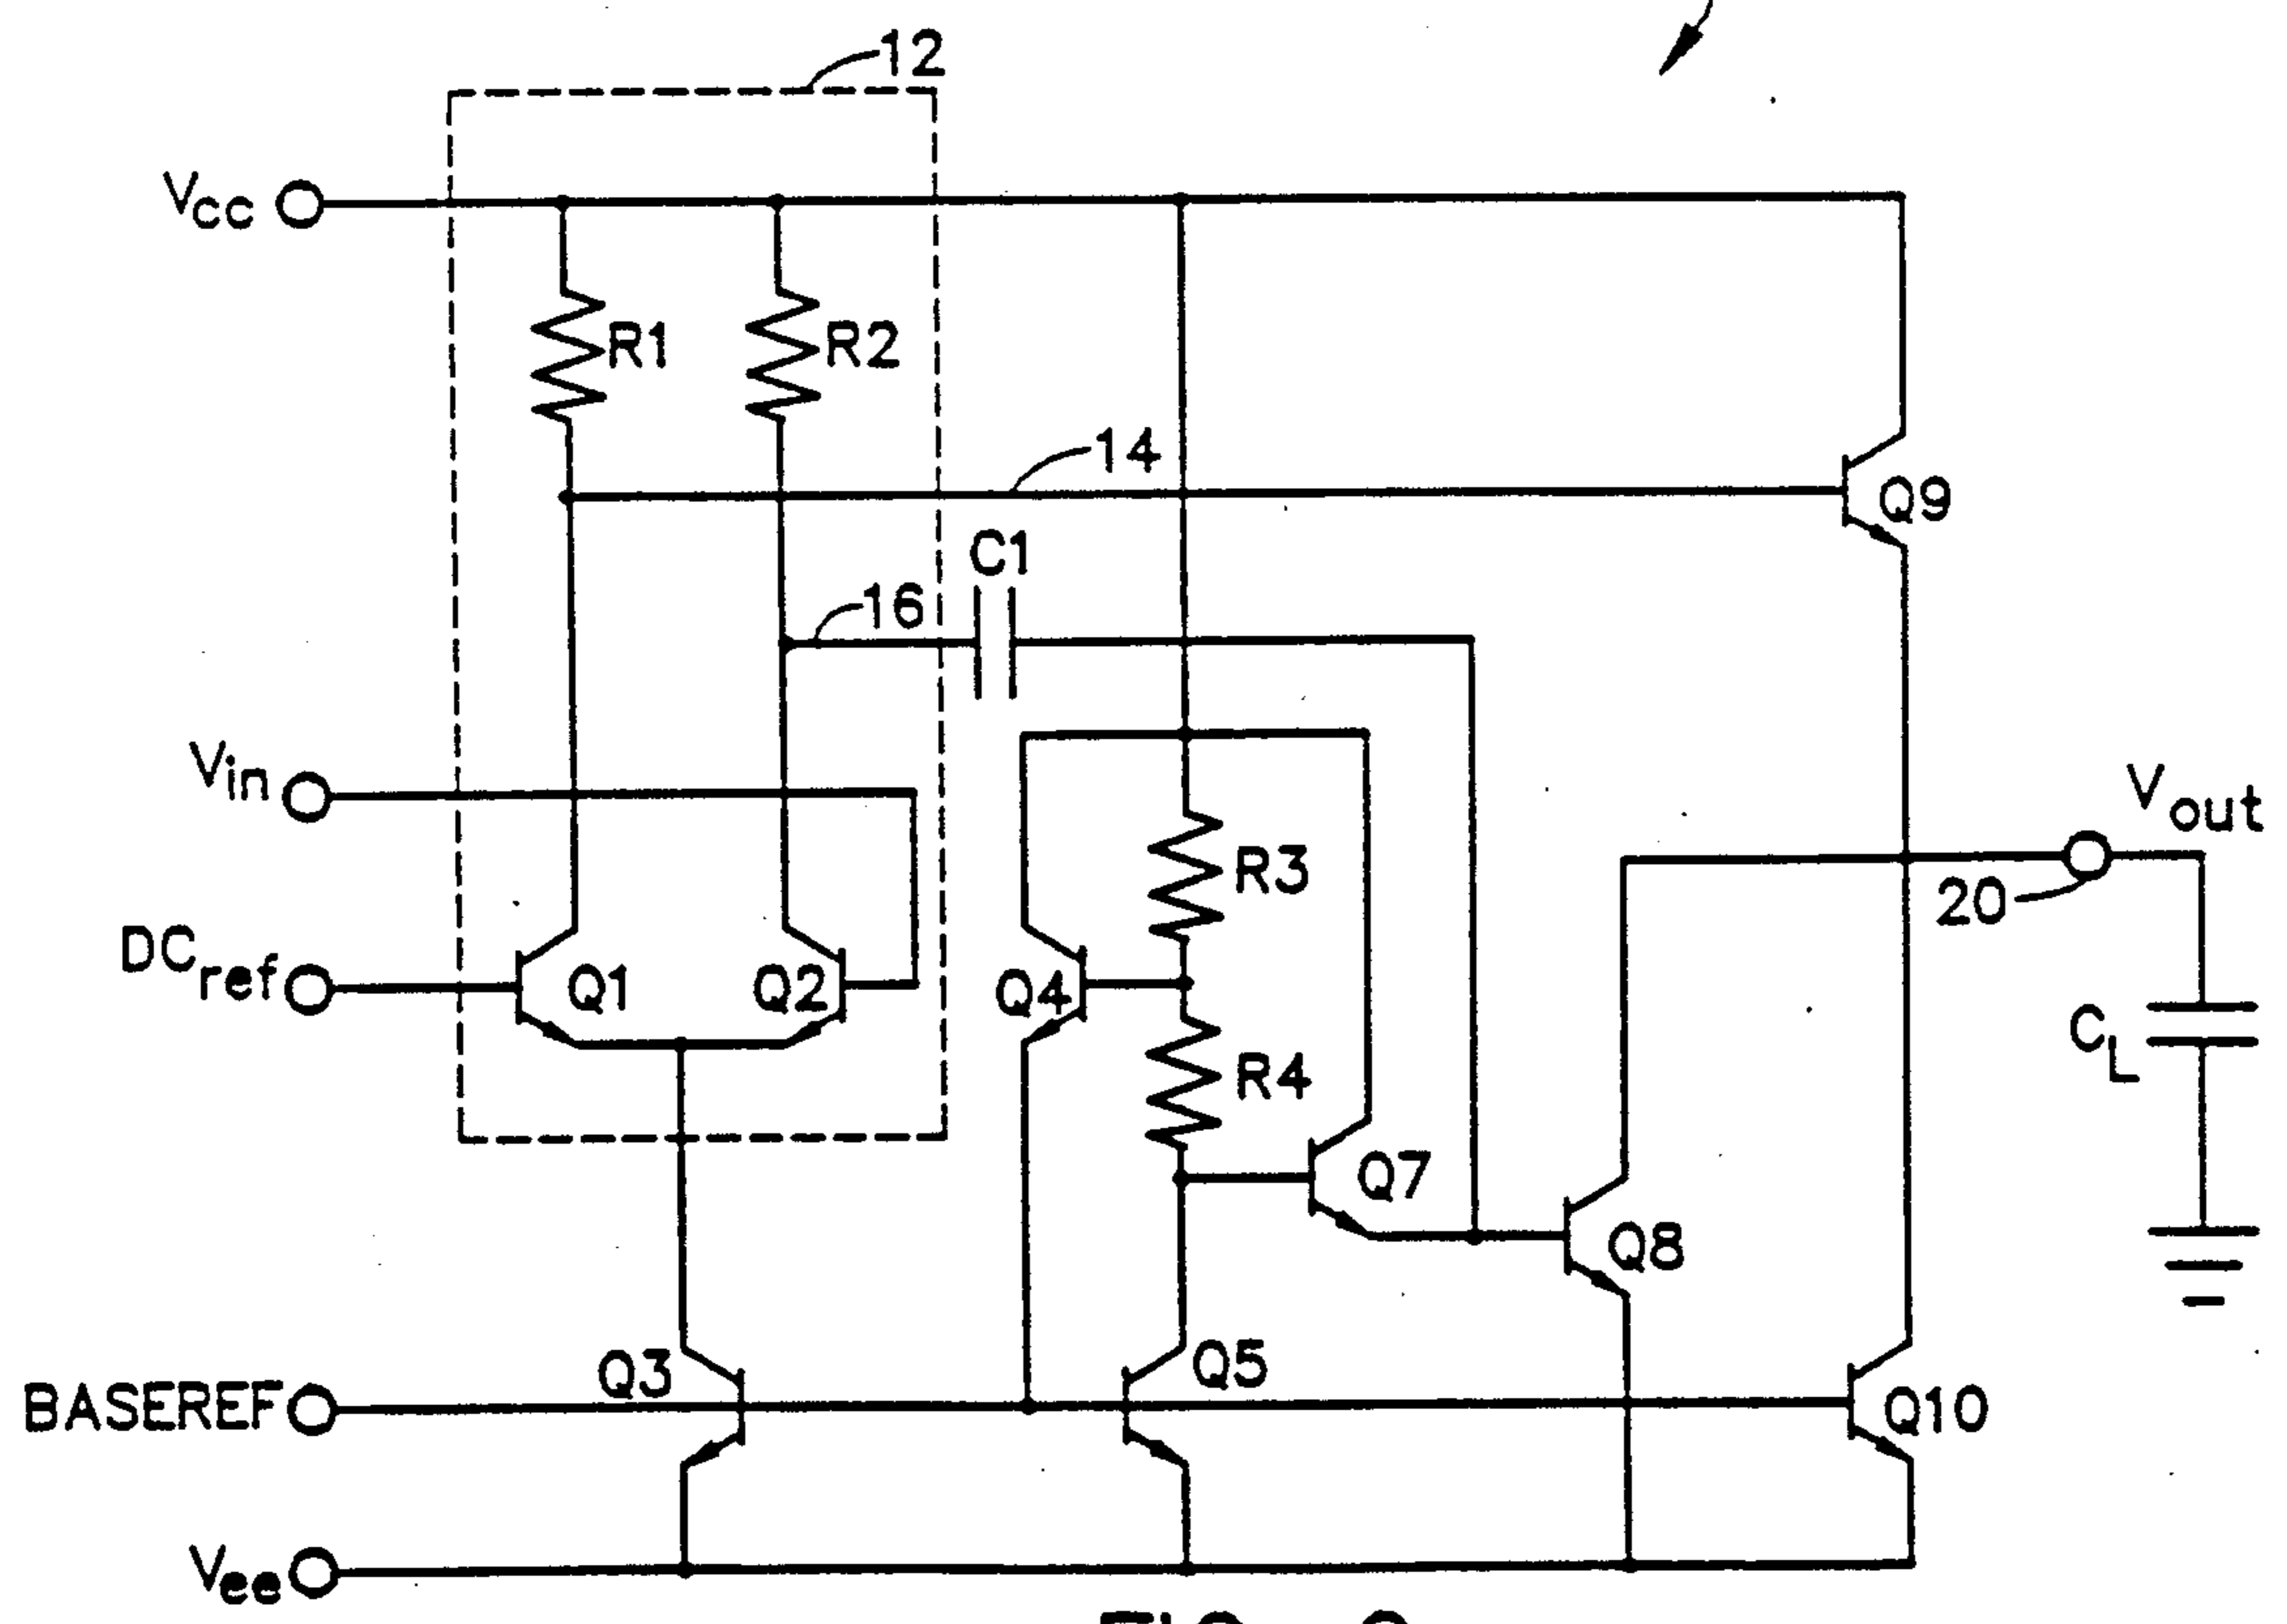 12
Vcc
R1
R2
14
Q9
C1
16
Vin
Vout
R3
20
DCref
Q1
Q2
Q4
CL
R4
Q7
Q8
Q3
Q5
BASEREF
Q10
Vee